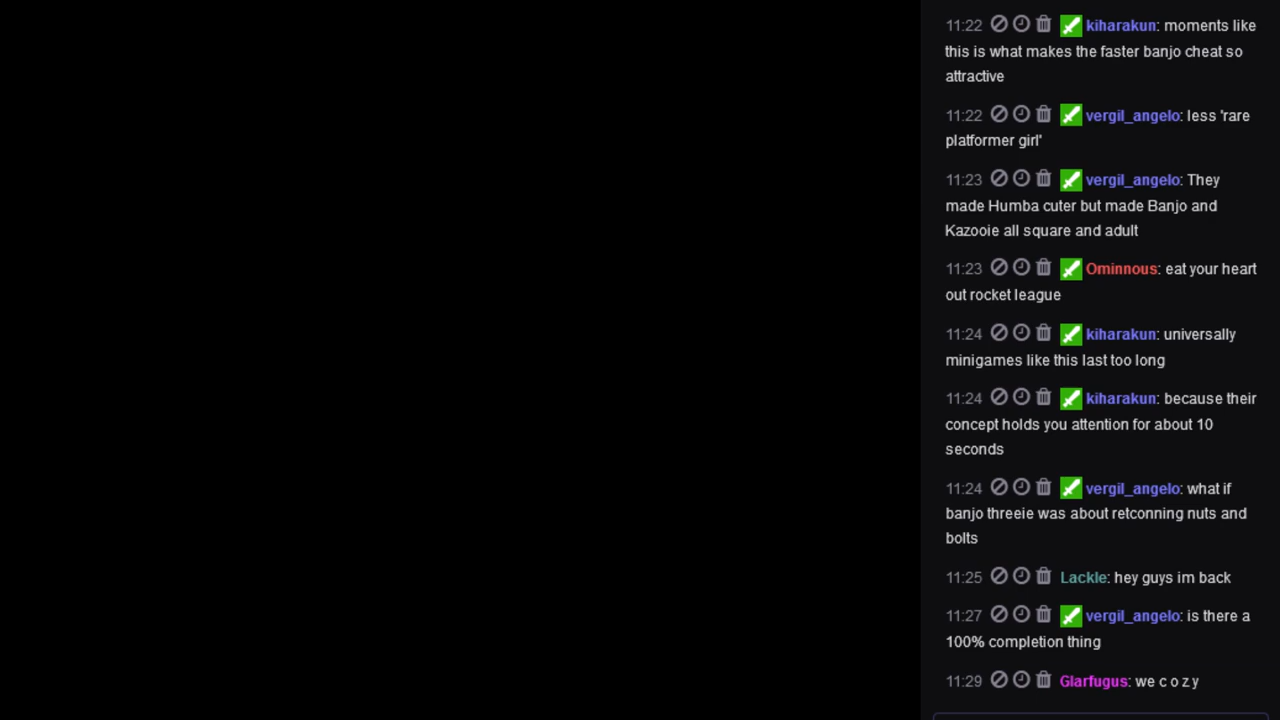 11:22 kiharakun: moments like
this is what makes the faster banjo cheat so
attractive
11:22 vergil_angelo: less 'rare
platformer girl'
11:23 vergil_angelo: They
made Humba cuter but made Banjo and
Kazooie all square and adult
11:23 Ominnous: eat your heart
out rocket league
11:24 kiharakun: universally
minigames like this last too long
11:24 kiharakun: because their
concept holds you attention for about 10
seconds
11:24 vergil_angelo: what if
banjo threeie was about retconning nuts and
bolts
11:25 Lackle: hey guys im back
11:27 vergil_angelo: is there a
100% completion thing
11:29 Glarfugus: we c o z y